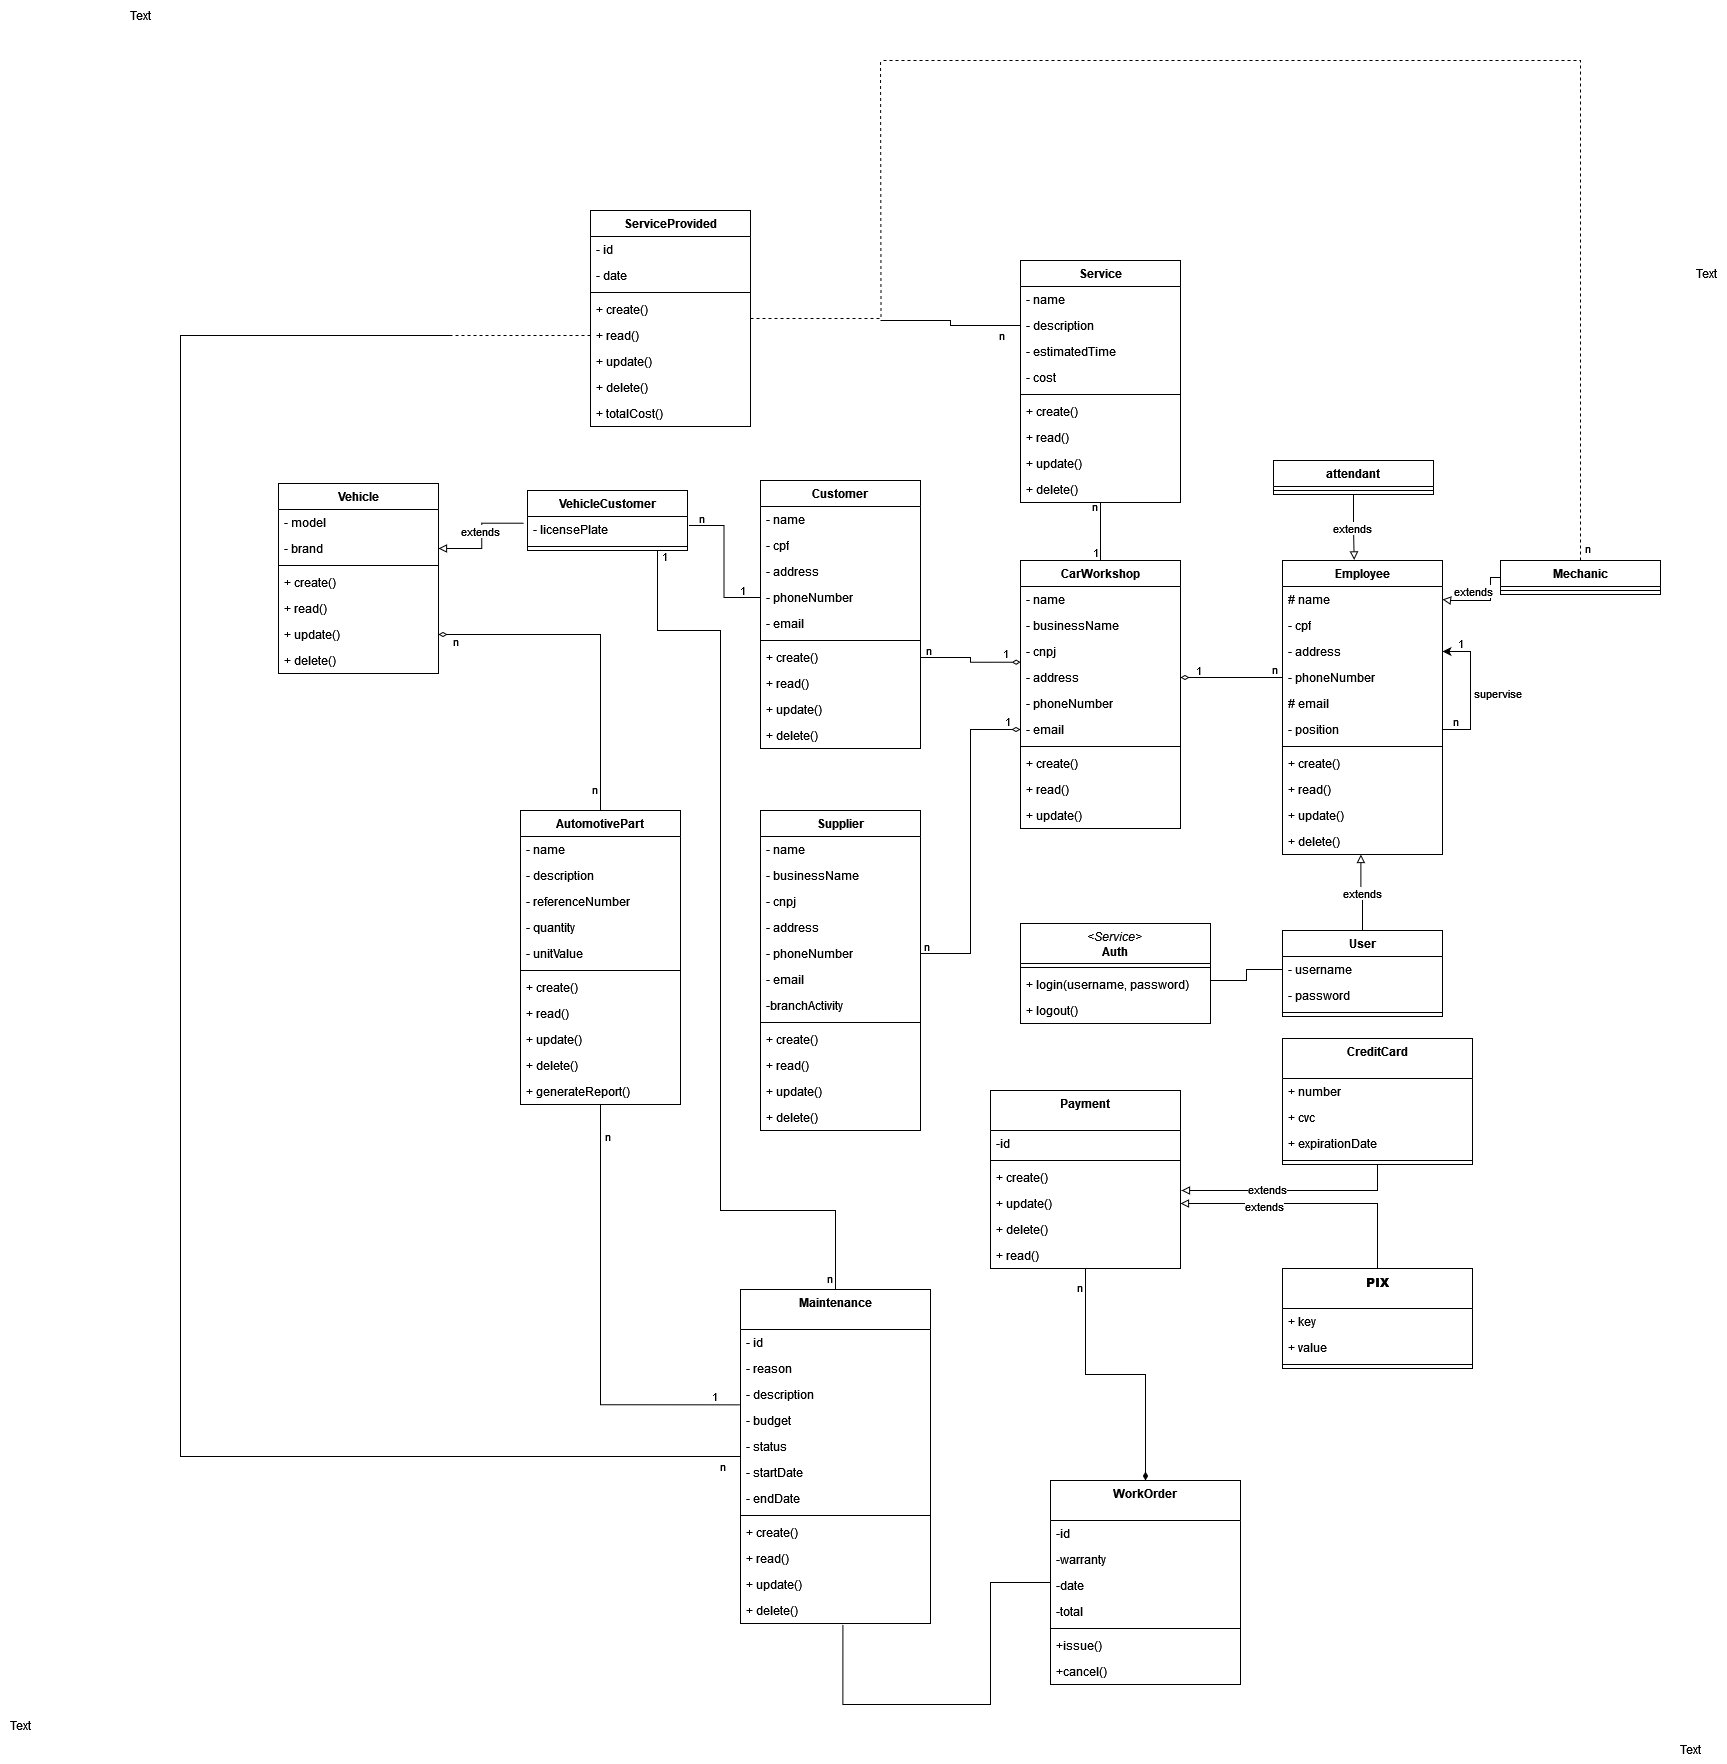 Text
ServiceProvided
- id
- date
+ create()
+ read()
+ update()
+ delete()
+ totalCost()
Service
- name
- description
- estimatedTime
- cost
+ create()
+ read()
+ update()
+ delete()
n
n
1
Text
Vehicle
- model
- brand
+ create()
+ read()
+ update()
+ delete()
extends
VehicleCustomer
- licensePlate
n
1
1
n
n
Customer
- name
- cpf
- address
- phoneNumber
- email
+ create()
+ read()
+ update()
+ delete()
n
1
CarWorkshop
- name
- businessName
- cnpj
- address
- phoneNumber
- email
+ create()
+ read()
+ update()
1
1
n
attendant
extends
Employee
# name
- cpf
- address
- phoneNumber
# email
- position
+ create()
+ read()
+ update()
+ delete()
n
Mechanic
extends
1
supervise
n
extends
AutomotivePart
- name
- description
- referenceNumber
- quantity
- unitValue
+ create()
+ read()
+ update()
+ delete()
+ generateReport()
n
Supplier
- name
- businessName
- cnpj
- address
- phoneNumber
- email
-branchActivity
+ create()
+ read()
+ update()
+ delete()
n
<Service>
Auth
+ login(username, password)
+ logout()
User
- username
- password
CreditCard
+ number
+ cvc
+ expirationDate
Payment
-id
+ create()
+ update()
+ delete()
+ read()
extends
extends
n
PIX
+ key
+ value
n
Maintenance
- id
- reason
- description
- budget
- status
- startDate
- endDate
+ create()
+ read()
+ update()
+ delete()
1
n
WorkOrder
-id
-warranty
-date
-total
+issue()
+cancel()
Text
Text